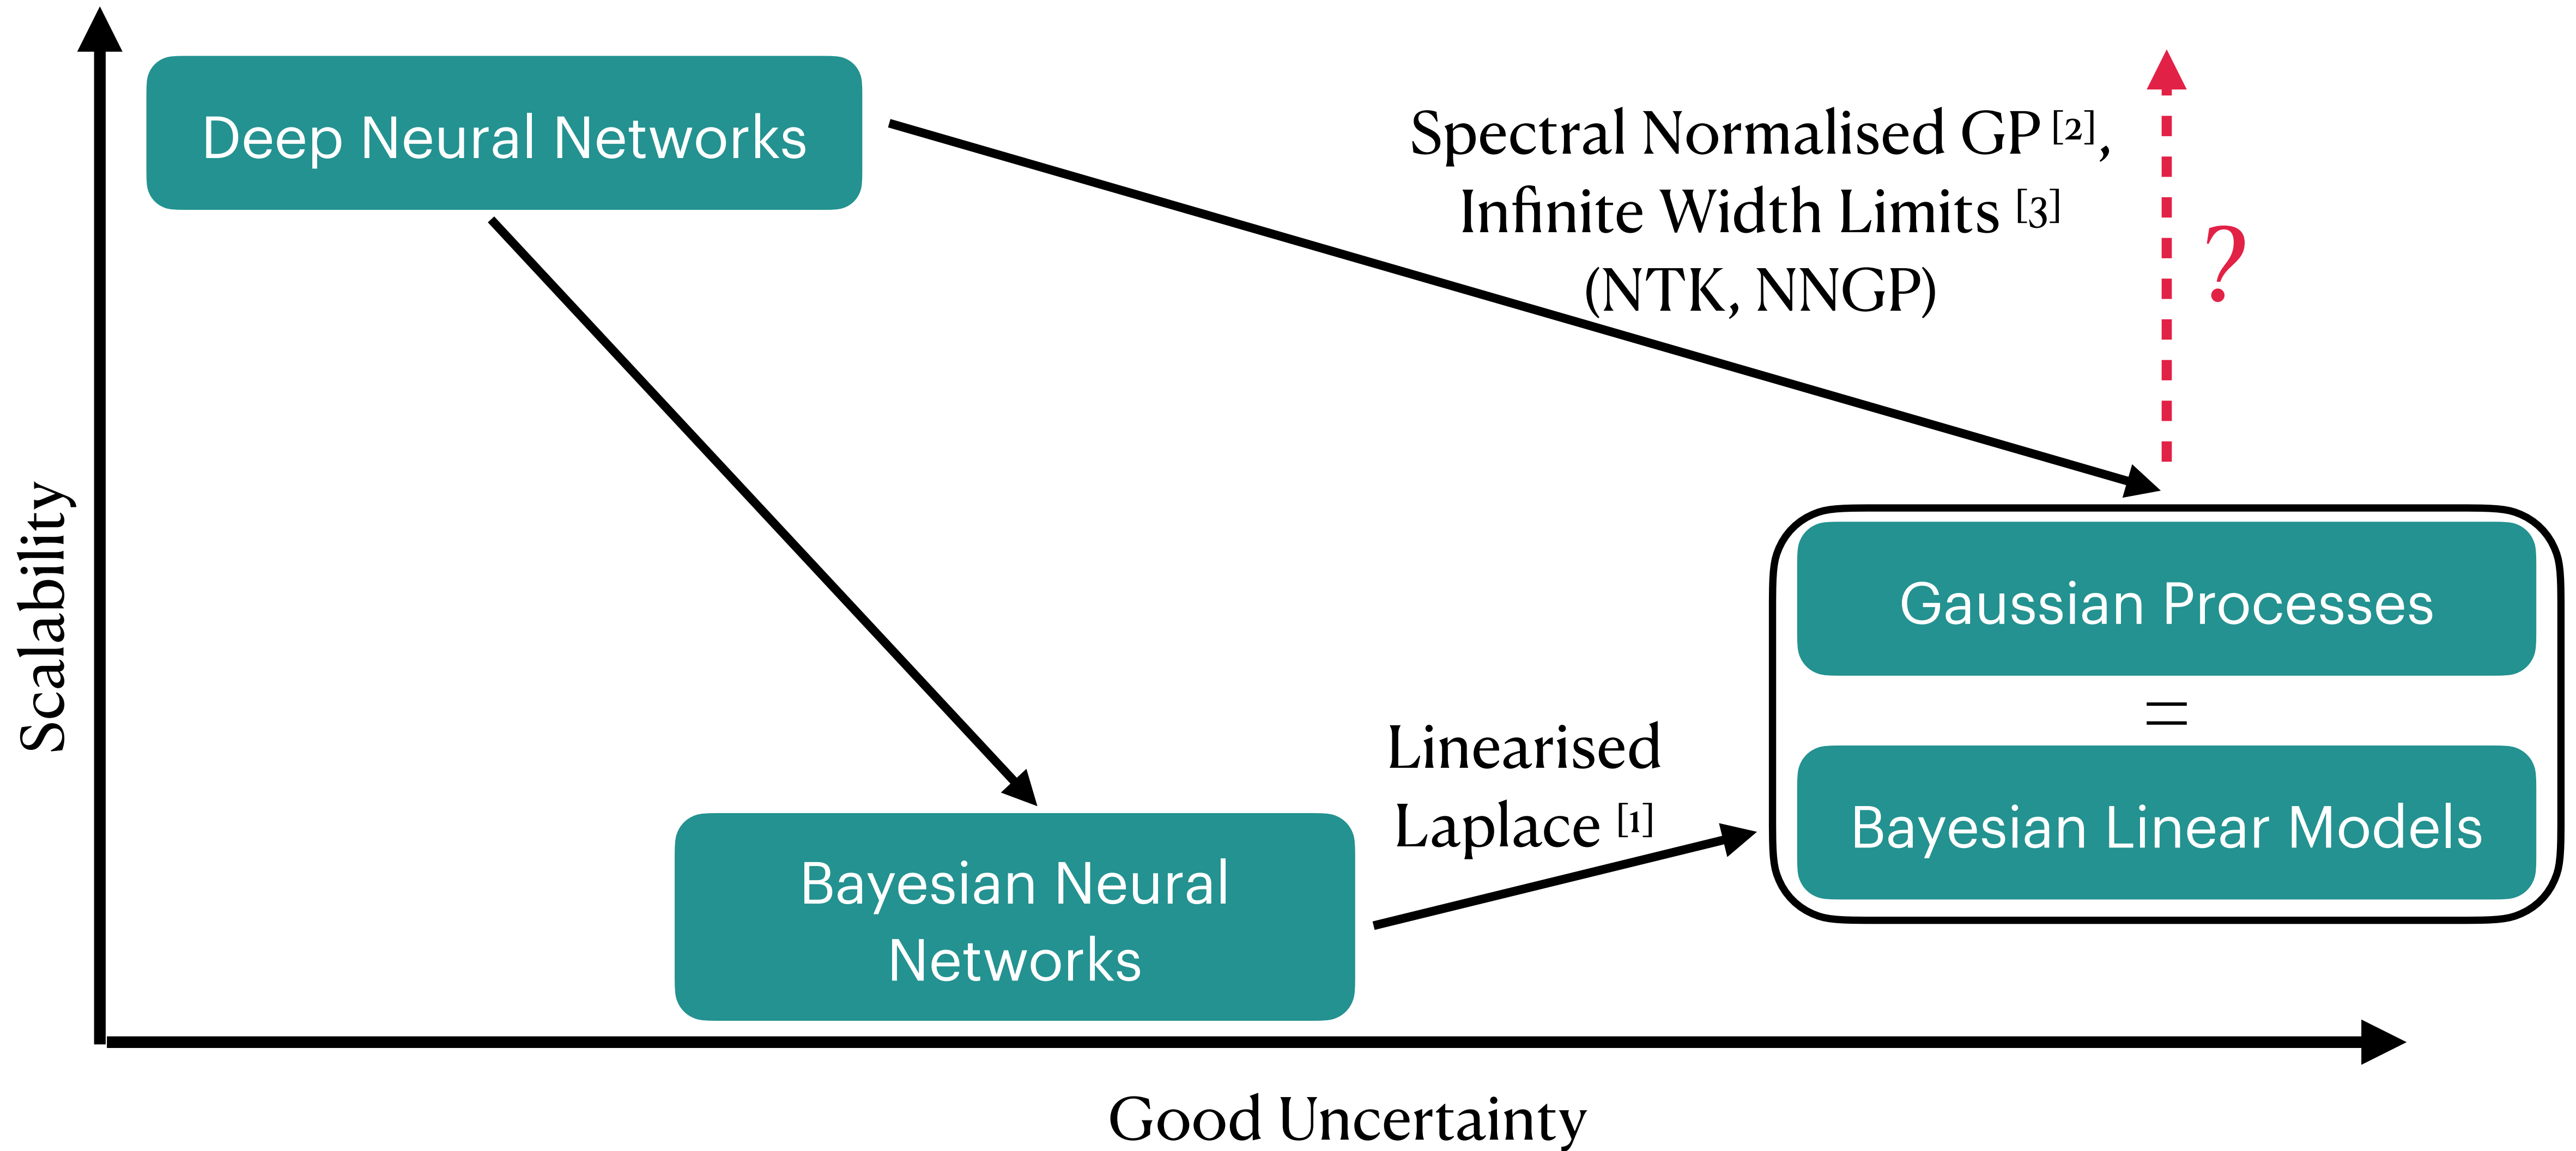 Deep Neural Networks
Spectral Normalised GP [2],
Infinite Width Limits [3]
(NTK, NNGP)
?
Scalability
Gaussian Processes
=
Bayesian Linear Models
Linearised
Laplace [1]
Bayesian Neural
Networks
Good Uncertainty